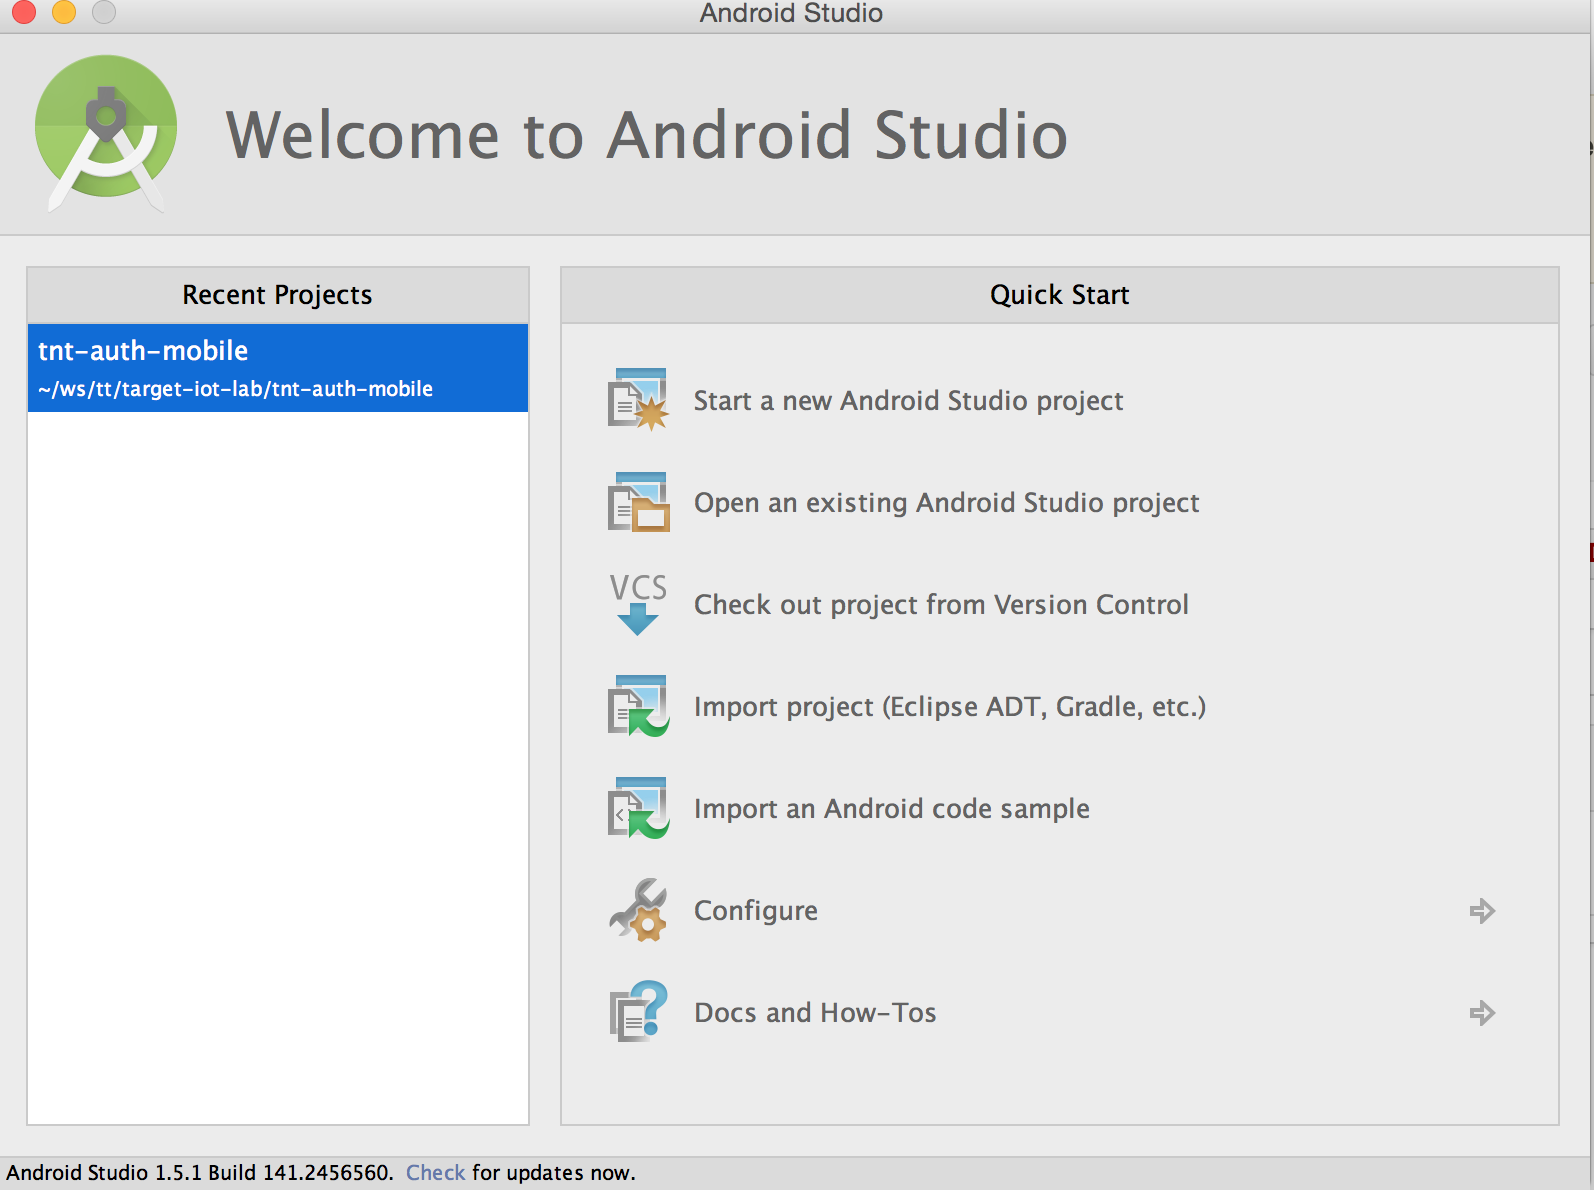 Android Studio
Welcome to Android Studio
Recent Projects
tnt-auth-mobile
~/ws/tt/target-iot-lab/tnt-auth-mobile
Quick Start
Start a new Android Studio project
Open an existing Android Studio project
VCS
Check out project from Version Control
Import project (Eclipse ADT, Gradle, etc.)
Import an Android code sample
Configure
Docs and How-Tos
Android Studio 1.5.1 Build 141.2456560. Check for updates now.